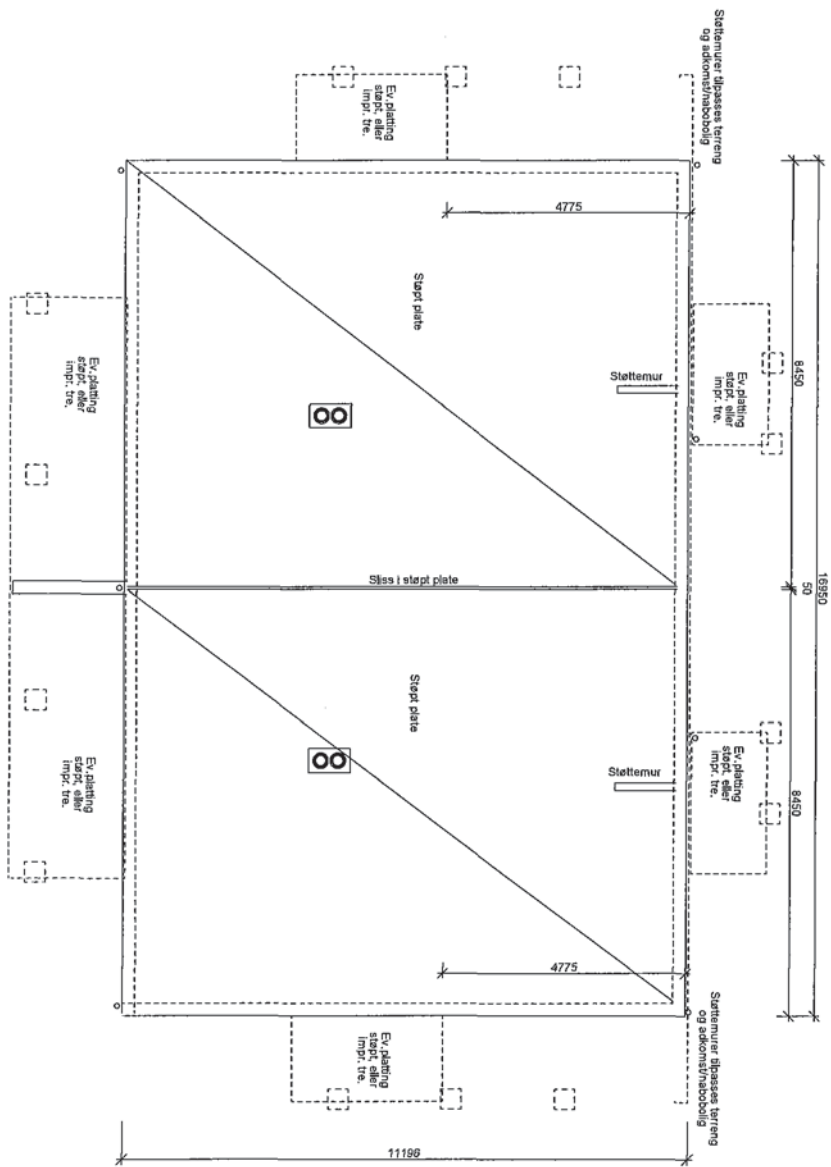 Støttemurer tilpasses terreng
og adkomst/nabobolig
Ev.platting
støpt, eller
impr. tre.
4775
Støpt plate
Støttemur
Ev.platting
støpt, eller
impr. tre.
8450
Ev.platting
støpt, eller
impr. tre.
Sliss i støpt plate
50
16950
Støpt plate
Støttemur
Ev.platting
støpt, eller
impr. tre.
8450
Ev.platting
støpt, eller
impr. tre.
4775
Støttemurer tilpasses terreng
og adkomst/nabobolig
Ev.platting
støpt, eller
impr. tre.
11196